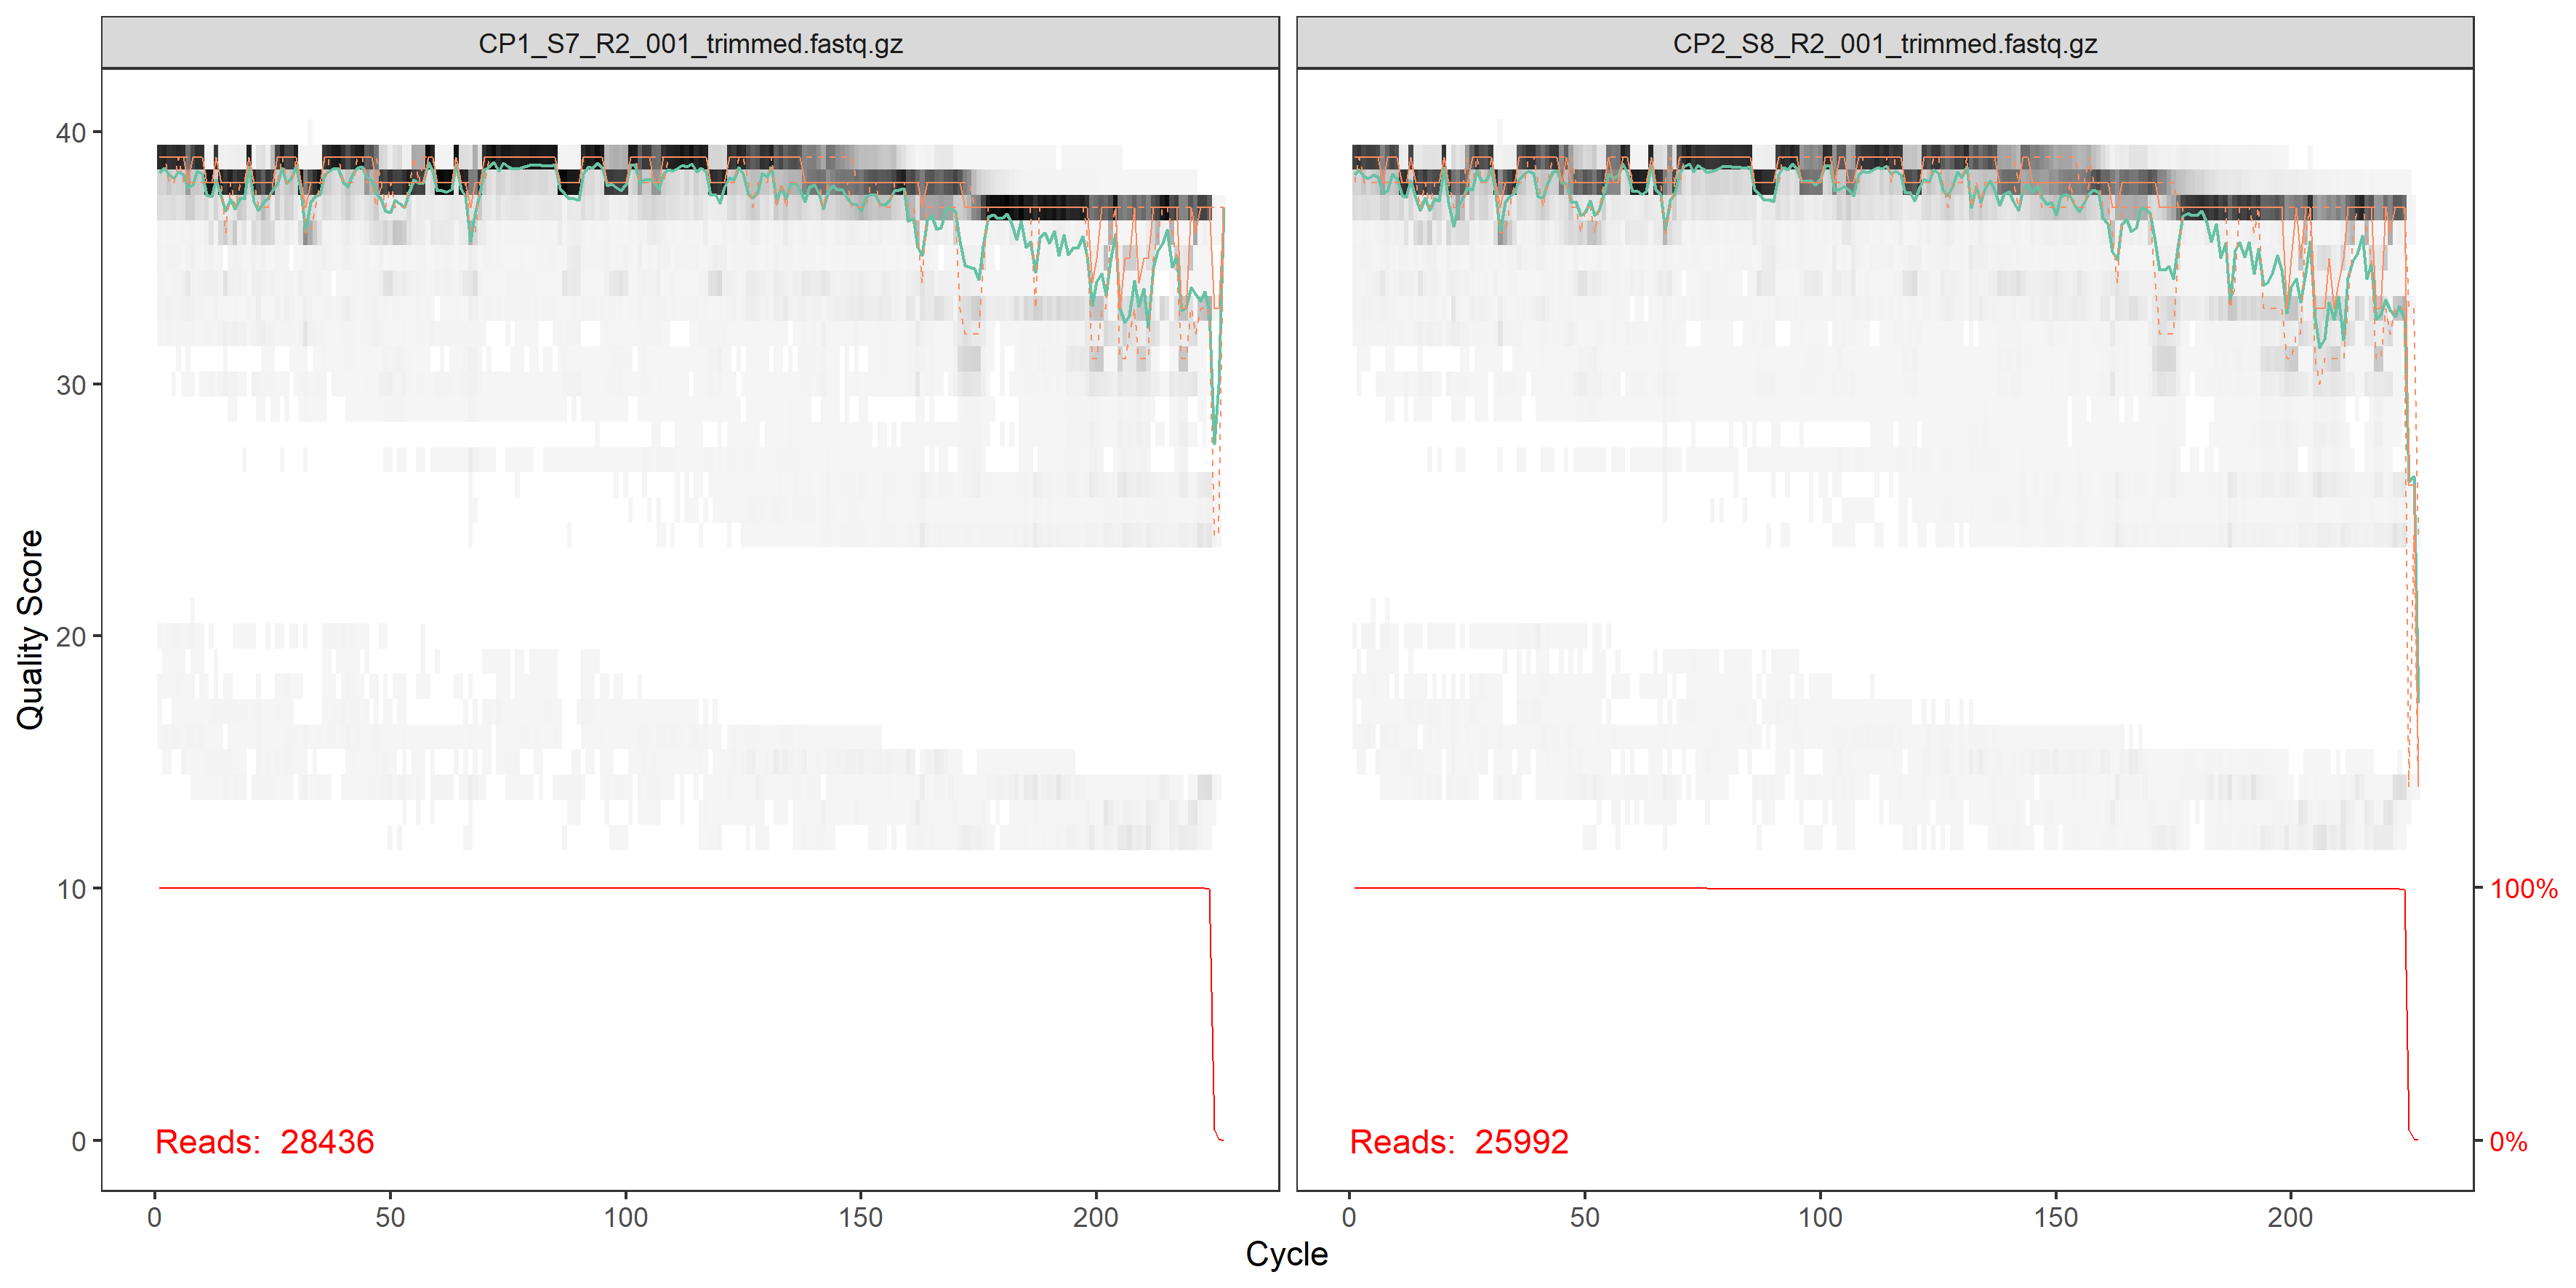 CP1_S7_R2_001_trimmed.fastq.gz
CP2_S8_R2_001_trimmed.fastq.gz
Quality Score
40
30
20
10
0
100%
0%
Reads: 28436
Reads: 25992
0 50 100 150 200
0 50 100 150 200
Cycle